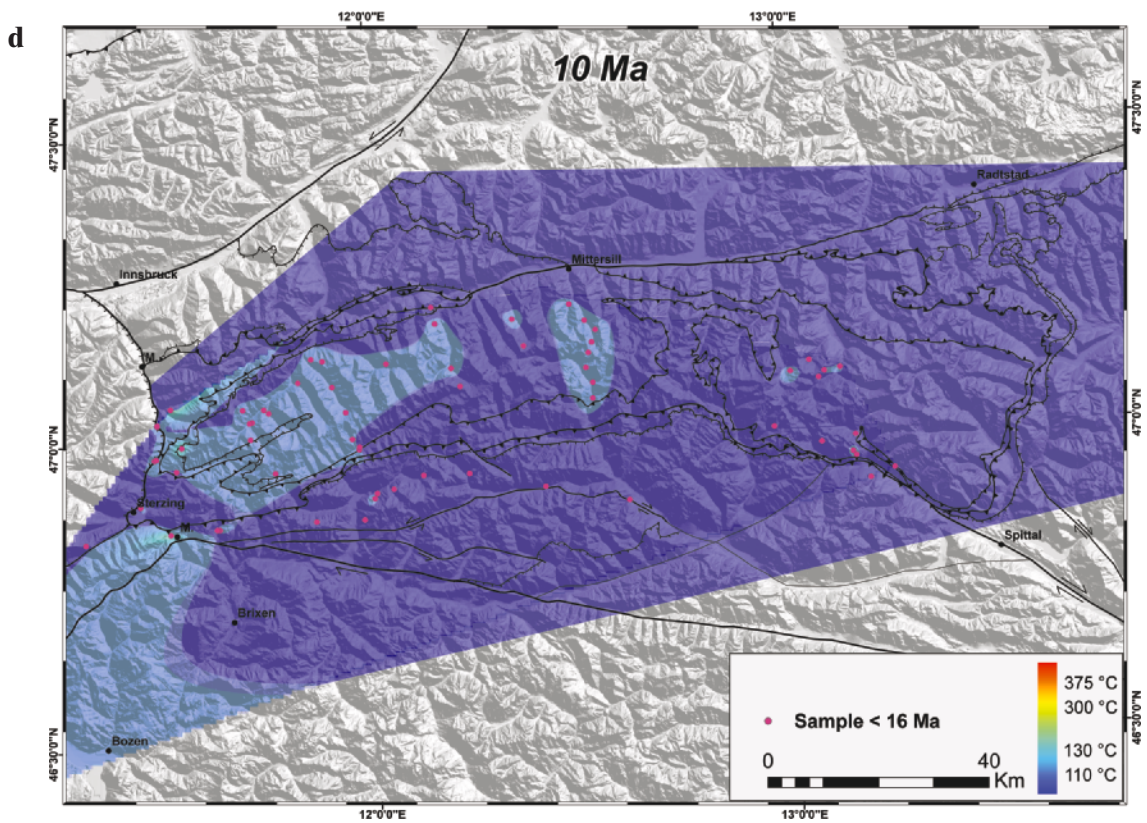 d
12°0'0"E
13°0'0"E
10 Ma
47°30'0"N
47°30'0"N
Radtstad
Innsbruck
Mittersill
M
47°0'0"N
47°0'0"N
Sterzing
M
Spittal
Brixen
Bozen
46°30'0"N
46°30'0"N
Sample < 16 Ma
0
40
Km
375 °C
300 °C
130 °C
110 °C
12°0'0"E
13°0'0"E